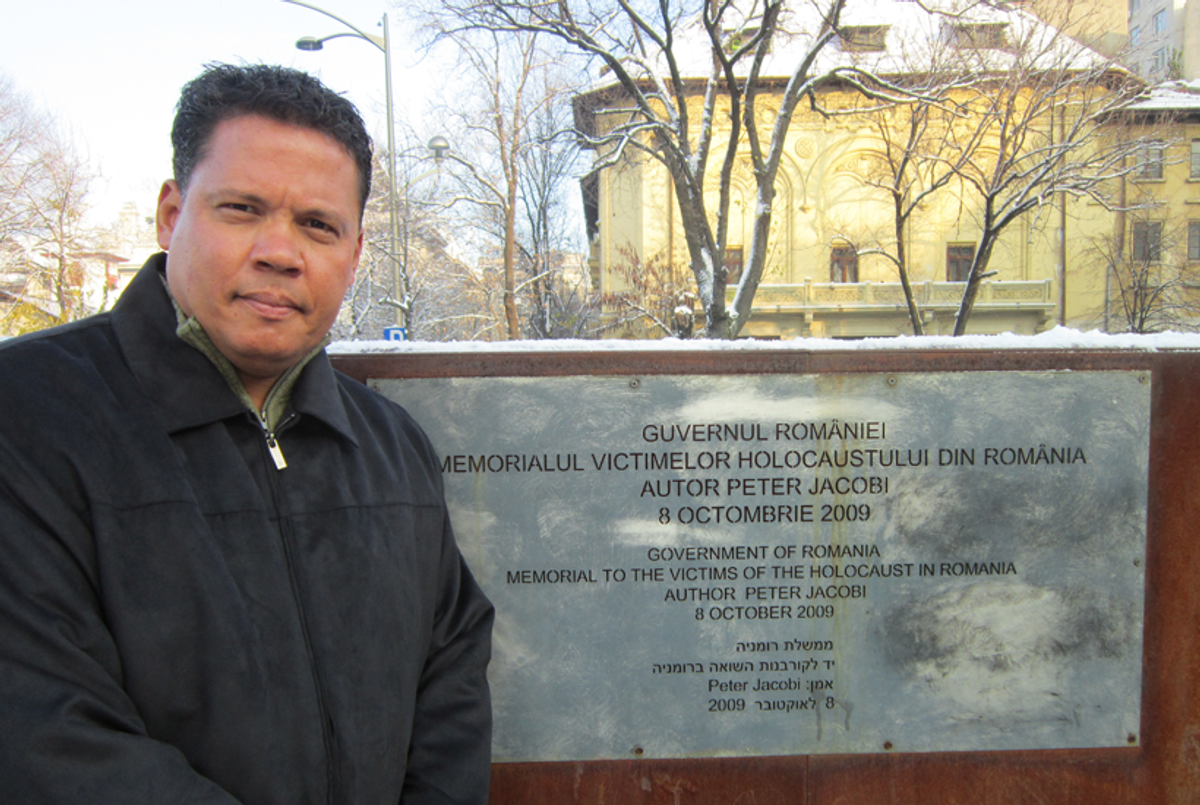 GUVERNUL ROMÂNIEI
MEMORIALUL VICTIMELOR HOLOCAUSTULUI DIN ROMÂNIA
AUTOR PETER JACOBI
8 OCTOMBRIE 2009
GOVERNMENT OF ROMANIA
MEMORIAL TO THE VICTIMS OF THE HOLOCAUST IN ROMANIA
AUTHOR PETER JACOBI
8 OCTOBER 2009
ממשלת רומניה
יד לקורבנות השואה ברומניה
אמן: Peter Jacobi
8 לאוקטובר 2009